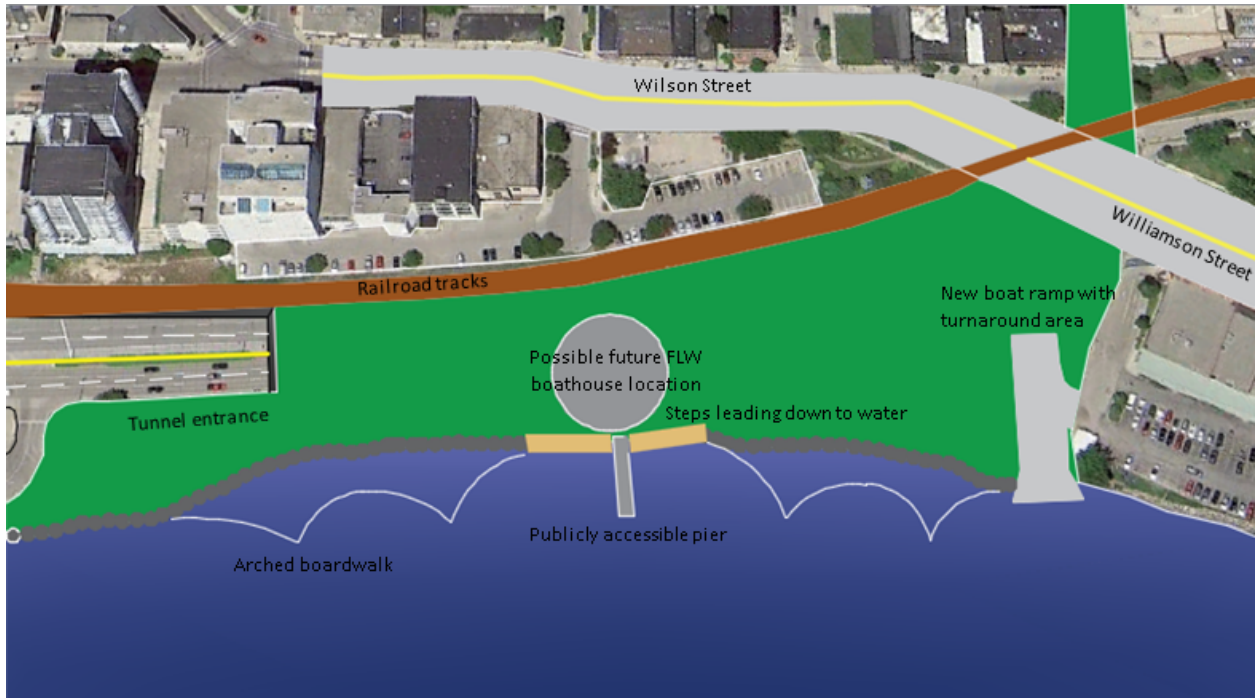 Wilson Street
Williamson Street
Railroad tracks
New boat ramp with
turnaround area
Possible future FLW
boathouse location
Steps leading down to water
Tunnel entrance
Publicly accessible pier
Arched boardwalk